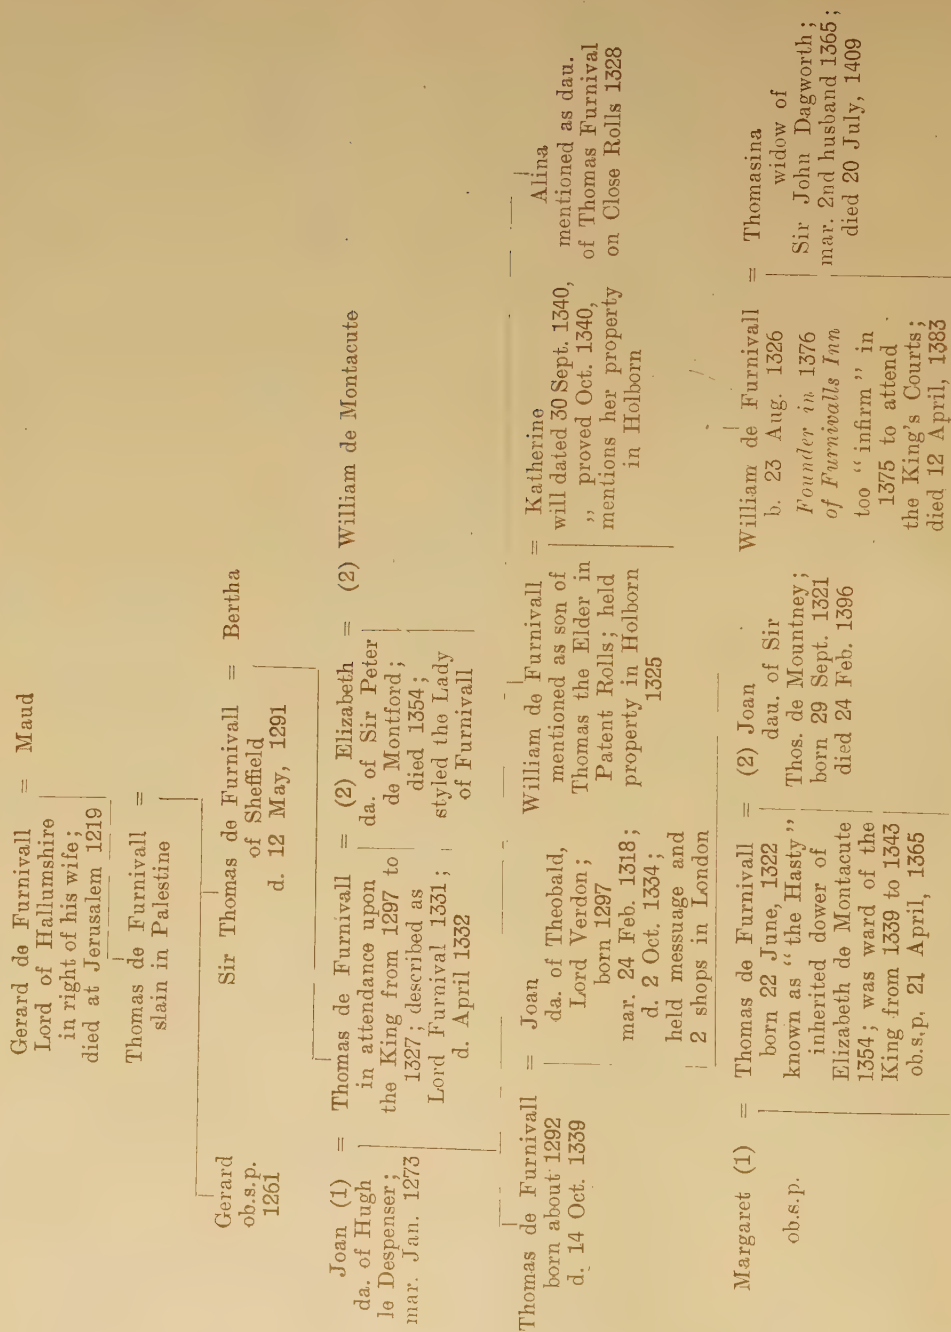 Gerard de Furnivall = Maud
Lord of Hallumshire
in right of his wife;
died at Jerusalem 1219
Thomas de Furnivall =
slain in Palestine
Gerard
ob.s.p.
1261
Sir Thomas de Furnivall = Bertha
of Sheffield
d. 12 May, 1291
Joan (1)
da. of Hugh
le Despenser;
mar. Jan. 1273
=
Thomas de Furnivall
in attendance upon
the King from 1297 to
1327; described as
Lord Furnival 1331;
d. April 1332
=
(2) Elizabeth
da. of Sir Peter
de Montford;
died 1354;
styled the Lady
of Furnivall
=
(2) William de Montacute
Thomas de Furnivall
born about 1292
d. 14 Oct. 1339
=
Joan
da. of Theobald,
Lord Verdon;
born 1297
mar. 24 Feb. 1318;
d. 2 Oct. 1334;
held messuage and
2 shops in London
William de Furnivall
mentioned as son of
Thomas the Elder in
Patent Rolls; held
property in Holborn
1325
=
Katherine
will dated 30 Sept. 1340,
,, proved Oct. 1340,
mentions her property
in Holborn
Alina
mentioned as dau.
of Thomas Furnival
on Close Rolls 1328
Margaret (1)
ob.s.p.
=
Thomas de Furnivall
born 22 June, 1322
known as "the Hasty"
inherited dower of
Elizabeth de Montacute
1354; was ward of the
King from 1339 to 1343
ob.s.p. 21 April, 1365
=
(2) Joan
dau. of Sir
Thos. de Mountney;
born 29 Sept. 1321
died 24 Feb. 1396
William de Furnivall
b. 23 Aug. 1326
Founder in 1376
of Furnivalls Inn
too "infirm" in
1375 to attend
the King's Courts;
died 12 April, 1383
=
Thomasina
widow of
Sir John Dagworth;
mar. 2nd husband 1365;
died 20 July, 1409